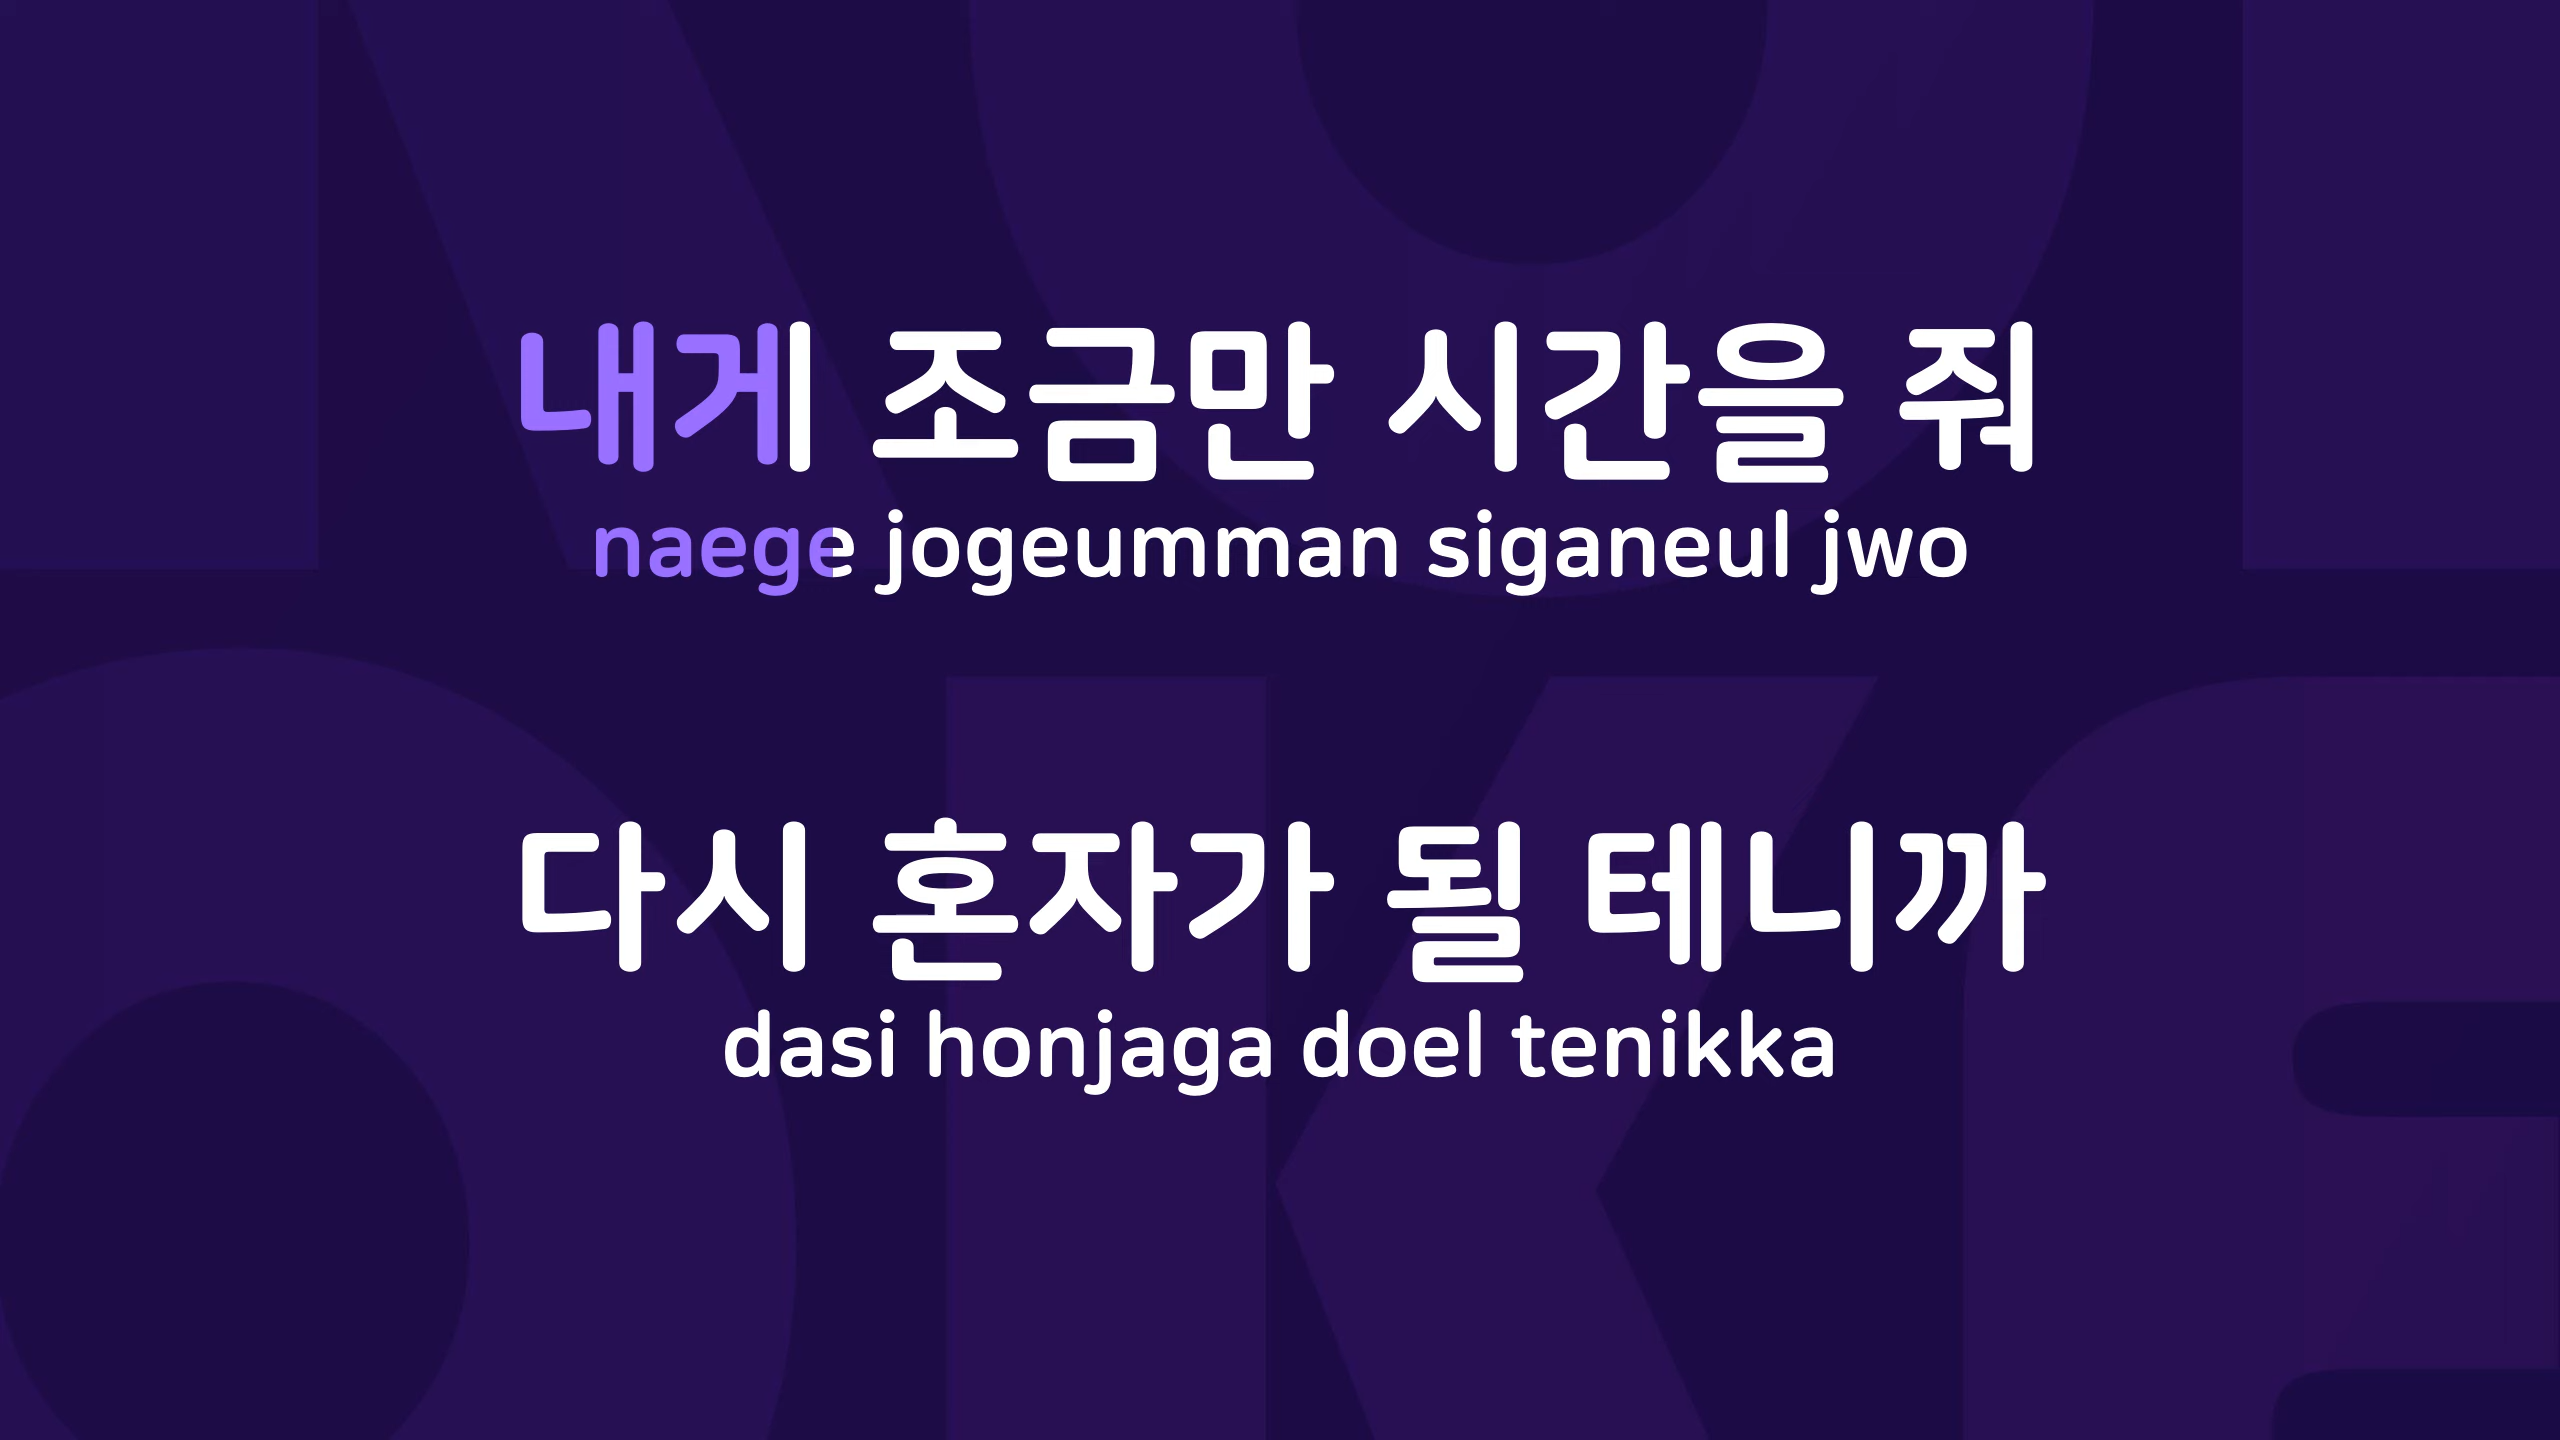 내게 조금만 시간을 줘
naege jogeumman siganeul jwo
다시 혼자가 될 테니까
dasi honjaga doel tenikka